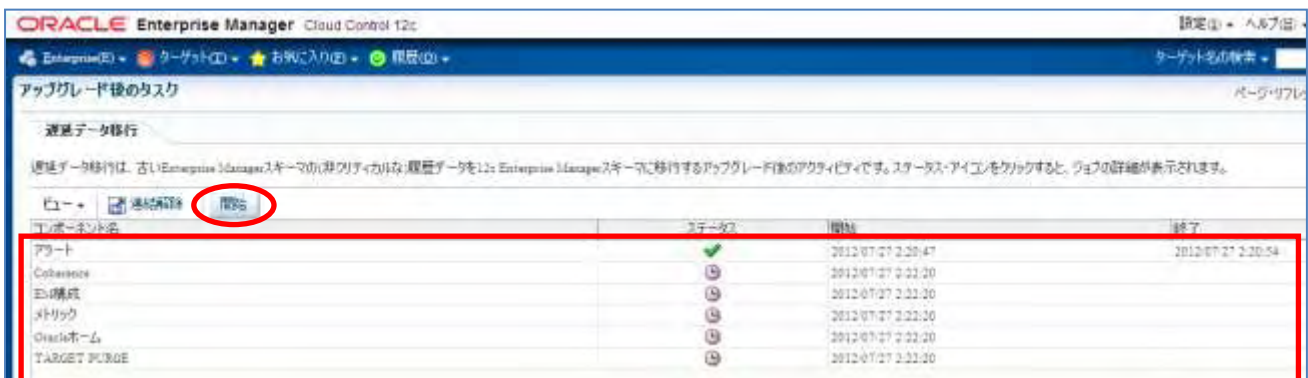 ORACLE Enterprise Manager Cloud Control 12c 設定(I) ヘルプ(H)
Enterprise(E) ターゲット(T) お気に入り(F) 履歴(O) ターゲット名の検索
アップグレード後のタスク ページ・リフレ
遅延データ移行
遅延データ移行は、古いEnterprise Managerスキーマの(非クリティカルな)履歴データを12c Enterprise Managerスキーマに移行するアップグレード後のアクティビティです。ステータス・アイコンをクリックすると、ジョブの詳細が表示されます。
ビュー 連結解除 開始
コンポーネント名 ステータス 開始 終了
アラート 2012/07/27 2:20:47 2012/07/27 2:20:54
Coherence 2012/07/27 2:22:20
EM構成 2012/07/27 2:22:20
メトリック 2012/07/27 2:22:20
Oracleホーム 2012/07/27 2:22:20
TARGET PURGE 2012/07/27 2:22:20